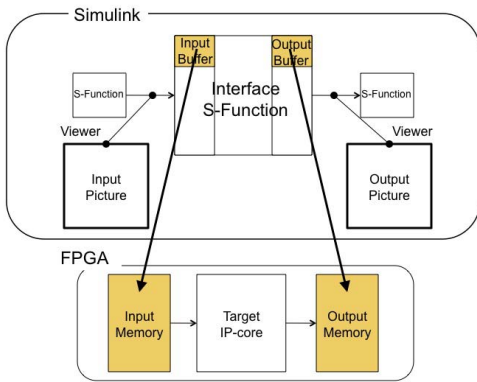 Simulink
Input
Buffer
Output
Buffer
Interface
S-Function
S-Function
S-Function
Viewer
Viewer
Input
Picture
Output
Picture
FPGA
Input
Memory
Target
IP-core
Output
Memory